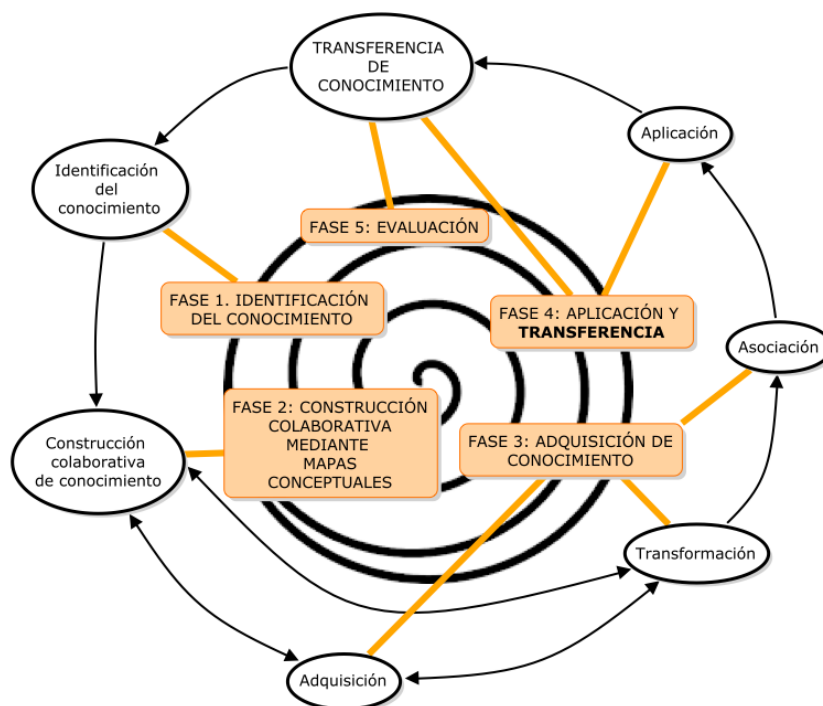 TRANSFERENCIA
DE
CONOCIMIENTO
Aplicación
Identificación
del
conocimiento
FASE 5: EVALUACIÓN
FASE 1. IDENTIFICACIÓN
DEL CONOCIMIENTO
FASE 4: APLICACIÓN Y
TRANSFERENCIA
Asociación
FASE 2: CONSTRUCCIÓN
COLABORATIVA
MEDIANTE
MAPAS
CONCEPTUALES
FASE 3: ADQUISICIÓN DE
CONOCIMIENTO
Construcción
colaborativa
de conocimiento
Transformación
Adquisición